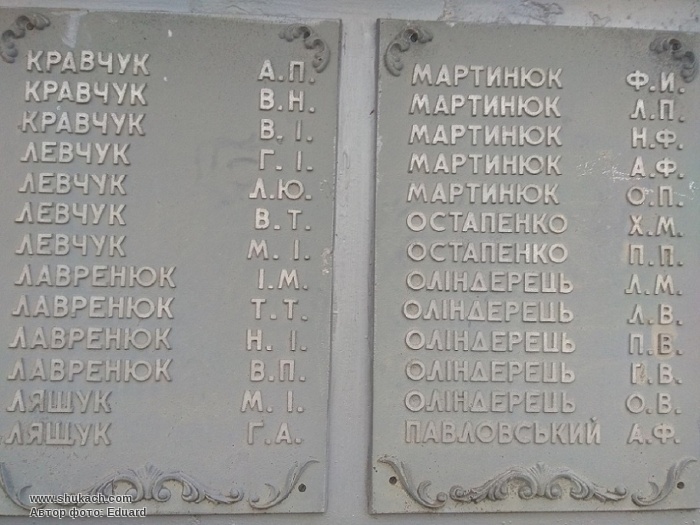 КРАВЧУК А.П.
КРАВЧУК В.Н.
КРАВЧУК В.І.
ЛЕВЧУК Г.І.
ЛЕВЧУК Л.Ю.
ЛЕВЧУК В.Т.
ЛЕВЧУК М.І.
ЛАВРЕНЮК І.М.
ЛАВРЕНЮК Т.Т.
ЛАВРЕНЮК Н.І.
ЛАВРЕНЮК В.П.
ЛЯЩУК М.І.
ЛЯЩУК Г.А.
МАРТИНЮК Ф.И.
МАРТИНЮК Л.П.
МАРТИНЮК Н.Ф.
МАРТИНЮК А.Ф.
МАРТИНЮК О.П.
ОСТАПЕНКО Х.М.
ОСТАПЕНКО П.П.
ОЛІНДЕРЕЦЬ Л.М.
ОЛІНДЕРЕЦЬ Л.В.
ОЛІНДЕРЕЦЬ П.В.
ОЛІНДЕРЕЦЬ Г.В.
ОЛІНДЕРЕЦЬ О.В.
ПАВЛОВСЬКИЙ А.Ф.
www.shukach.com
Автор фото: Eduard